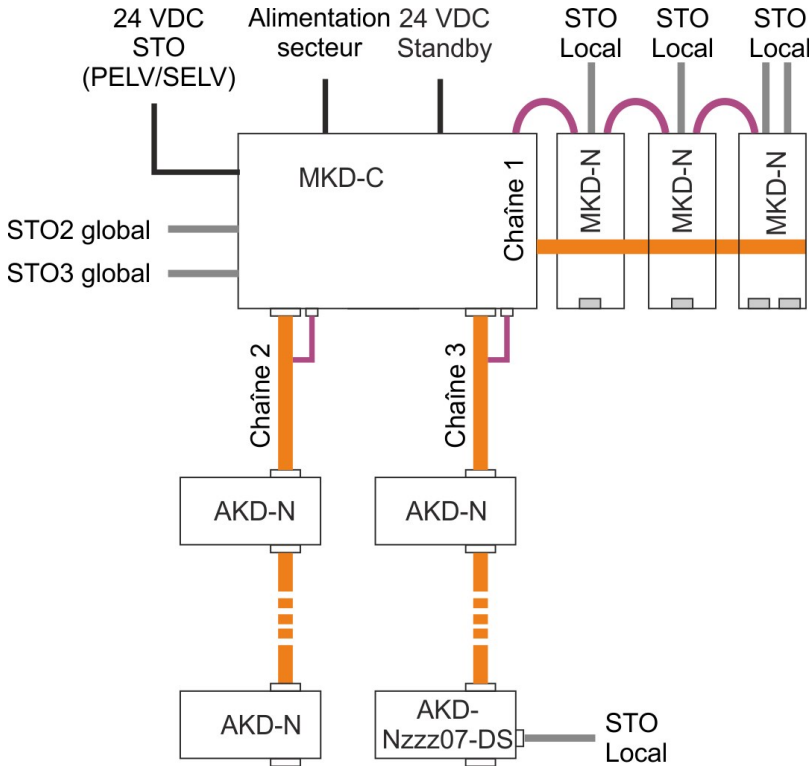 24 VDC
STO
(PELV/SELV)
Alimentation
secteur
24 VDC
Standby
STO
Local
STO
Local
STO
Local
MKD-C
Chaîne 1
MKD-N
MKD-N
MKD-N
STO2 global
STO3 global
Chaîne 2
Chaîne 3
AKD-N
AKD-N
AKD-N
AKD-
Nzzz07-DS
STO
Local